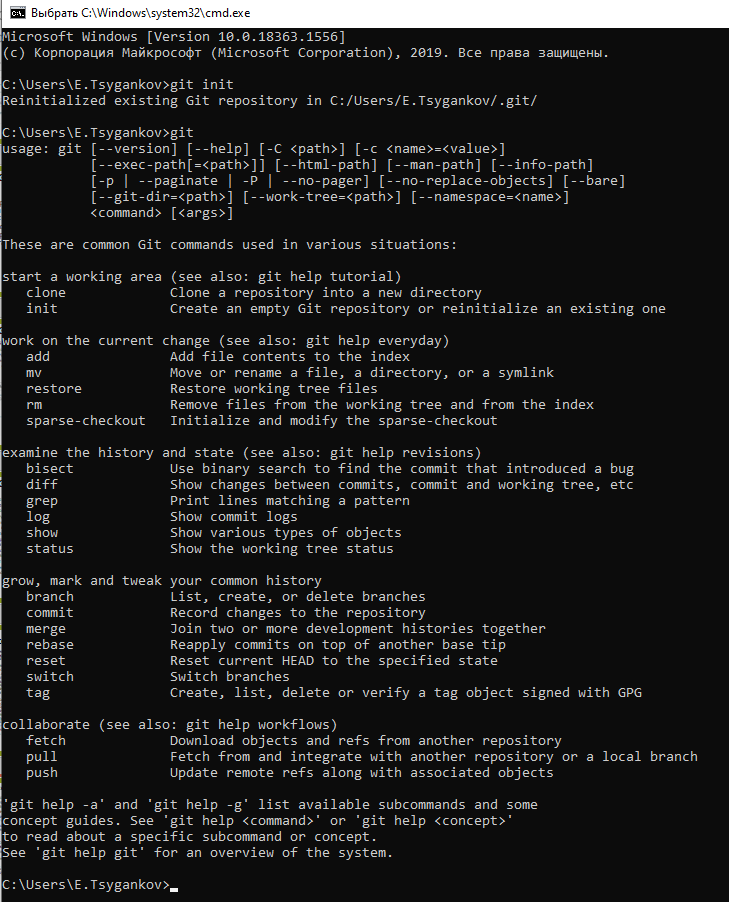 Выбрать C:\Windows\system32\cmd.exe
Microsoft Windows [Version 10.0.18363.1556]
(c) Корпорация Майкрософт (Microsoft Corporation), 2019. Все права защищены.
C:\Users\E.Tsygankov>git init
Reinitialized existing Git repository in C:/Users/E.Tsygankov/.git/
C:\Users\E.Tsygankov>git
usage: git [--version] [--help] [-C <path>] [-c <name>=<value>]
[--exec-path[=<path>]] [--html-path] [--man-path] [--info-path]
[-p | --paginate | -P | --no-pager] [--no-replace-objects] [--bare]
[--git-dir=<path>] [--work-tree=<path>] [--namespace=<name>]
<command> [<args>]
These are common Git commands used in various situations:
start a working area (see also: git help tutorial)
clone Clone a repository into a new directory
init Create an empty Git repository or reinitialize an existing one
work on the current change (see also: git help everyday)
add Add file contents to the index
mv Move or rename a file, a directory, or a symlink
restore Restore working tree files
rm Remove files from the working tree and from the index
sparse-checkout Initialize and modify the sparse-checkout
examine the history and state (see also: git help revisions)
bisect Use binary search to find the commit that introduced a bug
diff Show changes between commits, commit and working tree, etc
grep Print lines matching a pattern
log Show commit logs
show Show various types of objects
status Show the working tree status
grow, mark and tweak your common history
branch List, create, or delete branches
commit Record changes to the repository
merge Join two or more development histories together
rebase Reapply commits on top of another base tip
reset Reset current HEAD to the specified state
switch Switch branches
tag Create, list, delete or verify a tag object signed with GPG
collaborate (see also: git help workflows)
fetch Download objects and refs from another repository
pull Fetch from and integrate with another repository or a local branch
push Update remote refs along with associated objects
'git help -a' and 'git help -g' list available subcommands and some
concept guides. See 'git help <command>' or 'git help <concept>'
to read about a specific subcommand or concept.
See 'git help git' for an overview of the system.
C:\Users\E.Tsygankov>